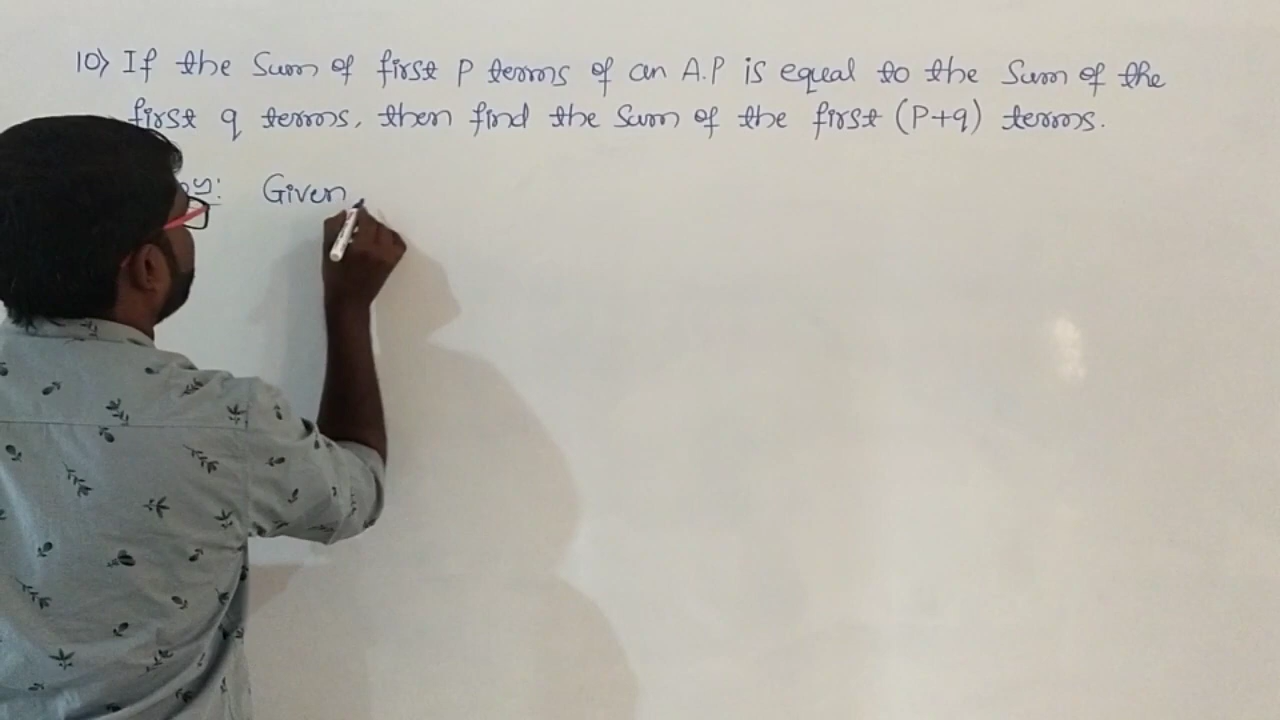 10) If the Sum of first P terms of an A.P is equal to the Sum of the
first q terms, then find the Sum of the first (P+q) terms.
Given